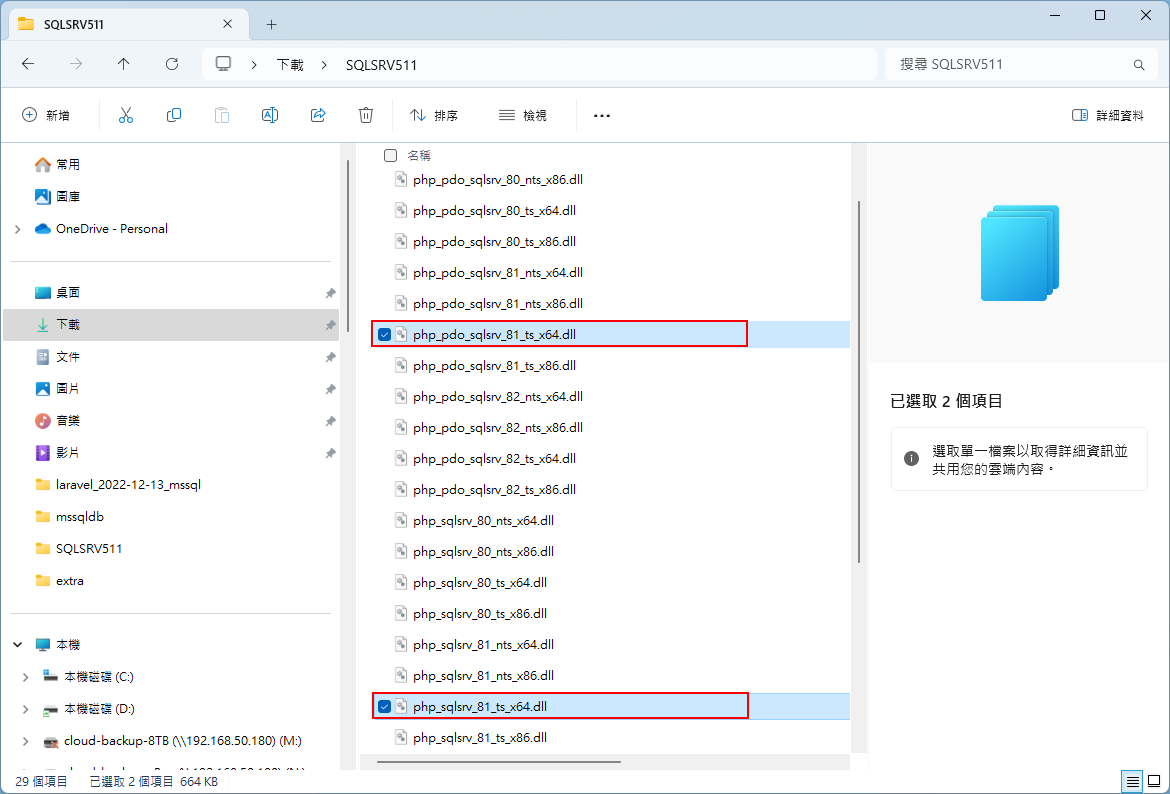 SQLSRV511
下載
SQLSRV511
搜尋 SQLSRV511
新增
排序
檢視
詳細資料
常用
圖庫
OneDrive - Personal
桌面
下載
文件
圖片
音樂
影片
laravel_2022-12-13_mssql
mssqldb
SQLSRV511
extra
本機
本機磁碟 (C:)
本機磁碟 (D:)
cloud-backup-8TB (\\192.168.50.180) (M:)
名稱
php_pdo_sqlsrv_80_nts_x86.dll
php_pdo_sqlsrv_80_ts_x64.dll
php_pdo_sqlsrv_80_ts_x86.dll
php_pdo_sqlsrv_81_nts_x64.dll
php_pdo_sqlsrv_81_nts_x86.dll
php_pdo_sqlsrv_81_ts_x64.dll
php_pdo_sqlsrv_81_ts_x86.dll
php_pdo_sqlsrv_82_nts_x64.dll
php_pdo_sqlsrv_82_nts_x86.dll
php_pdo_sqlsrv_82_ts_x64.dll
php_pdo_sqlsrv_82_ts_x86.dll
php_sqlsrv_80_nts_x64.dll
php_sqlsrv_80_nts_x86.dll
php_sqlsrv_80_ts_x64.dll
php_sqlsrv_80_ts_x86.dll
php_sqlsrv_81_nts_x64.dll
php_sqlsrv_81_nts_x86.dll
php_sqlsrv_81_ts_x64.dll
php_sqlsrv_81_ts_x86.dll
已選取 2 個項目
選取單一檔案以取得詳細資訊並
共用您的雲端內容。
29 個項目
已選取 2 個項目 664 KB